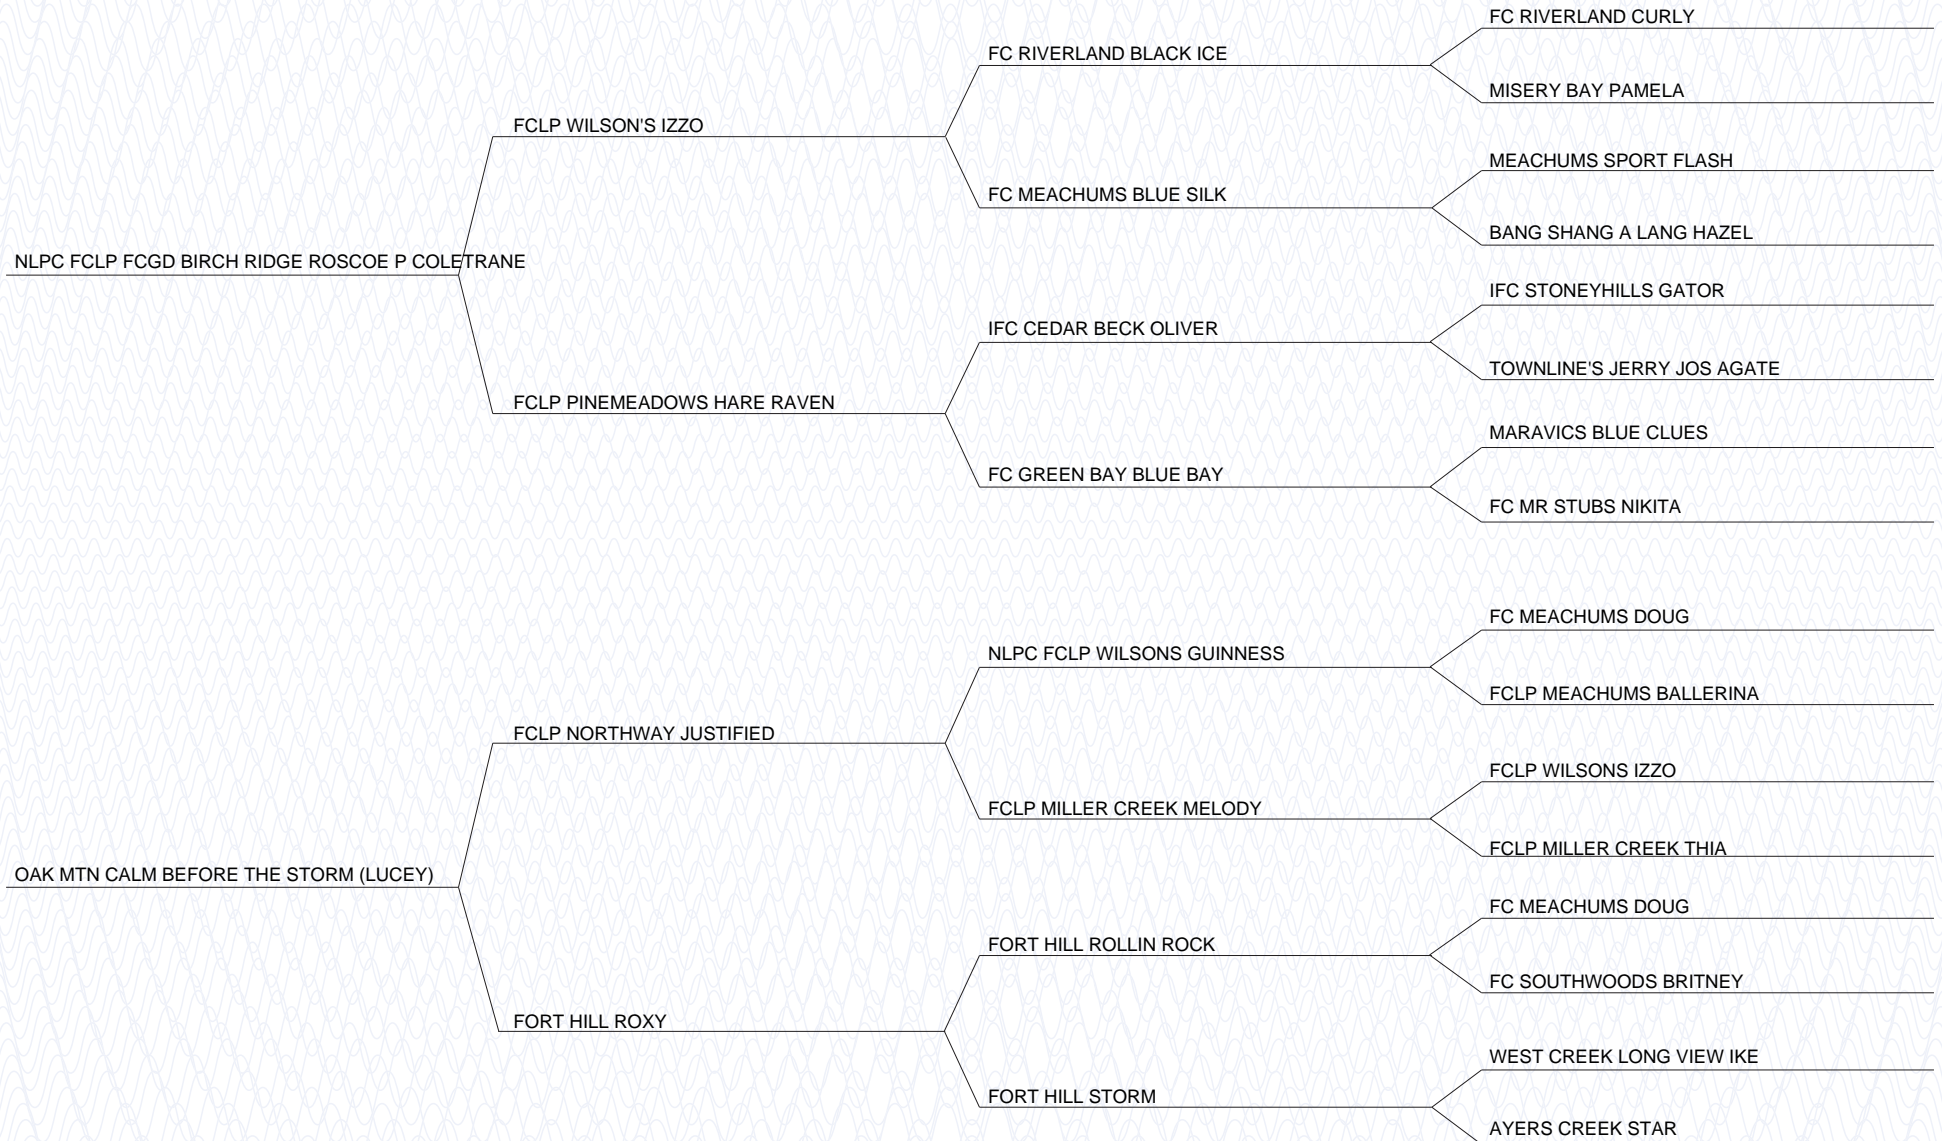 FC RIVERLAND CURLY
FC RIVERLAND BLACK ICE
MISERY BAY PAMELA
FCLP WILSON'S IZZO
MEACHUMS SPORT FLASH
FC MEACHUMS BLUE SILK
BANG SHANG A LANG HAZEL
NLPC FCLP FCGD BIRCH RIDGE ROSCOE P COLETRANE
IFC STONEYHILLS GATOR
IFC CEDAR BECK OLIVER
TOWNLINE'S JERRY JOS AGATE
FCLP PINEMEADOWS HARE RAVEN
MARAVICS BLUE CLUES
FC GREEN BAY BLUE BAY
FC MR STUBS NIKITA
FC MEACHUMS DOUG
NLPC FCLP WILSONS GUINNESS
FCLP MEACHUMS BALLERINA
FCLP NORTHWAY JUSTIFIED
FCLP WILSONS IZZO
FCLP MILLER CREEK MELODY
FCLP MILLER CREEK THIA
OAK MTN CALM BEFORE THE STORM (LUCEY)
FC MEACHUMS DOUG
FORT HILL ROLLIN ROCK
FC SOUTHWOODS BRITNEY
FORT HILL ROXY
WEST CREEK LONG VIEW IKE
FORT HILL STORM
AYERS CREEK STAR